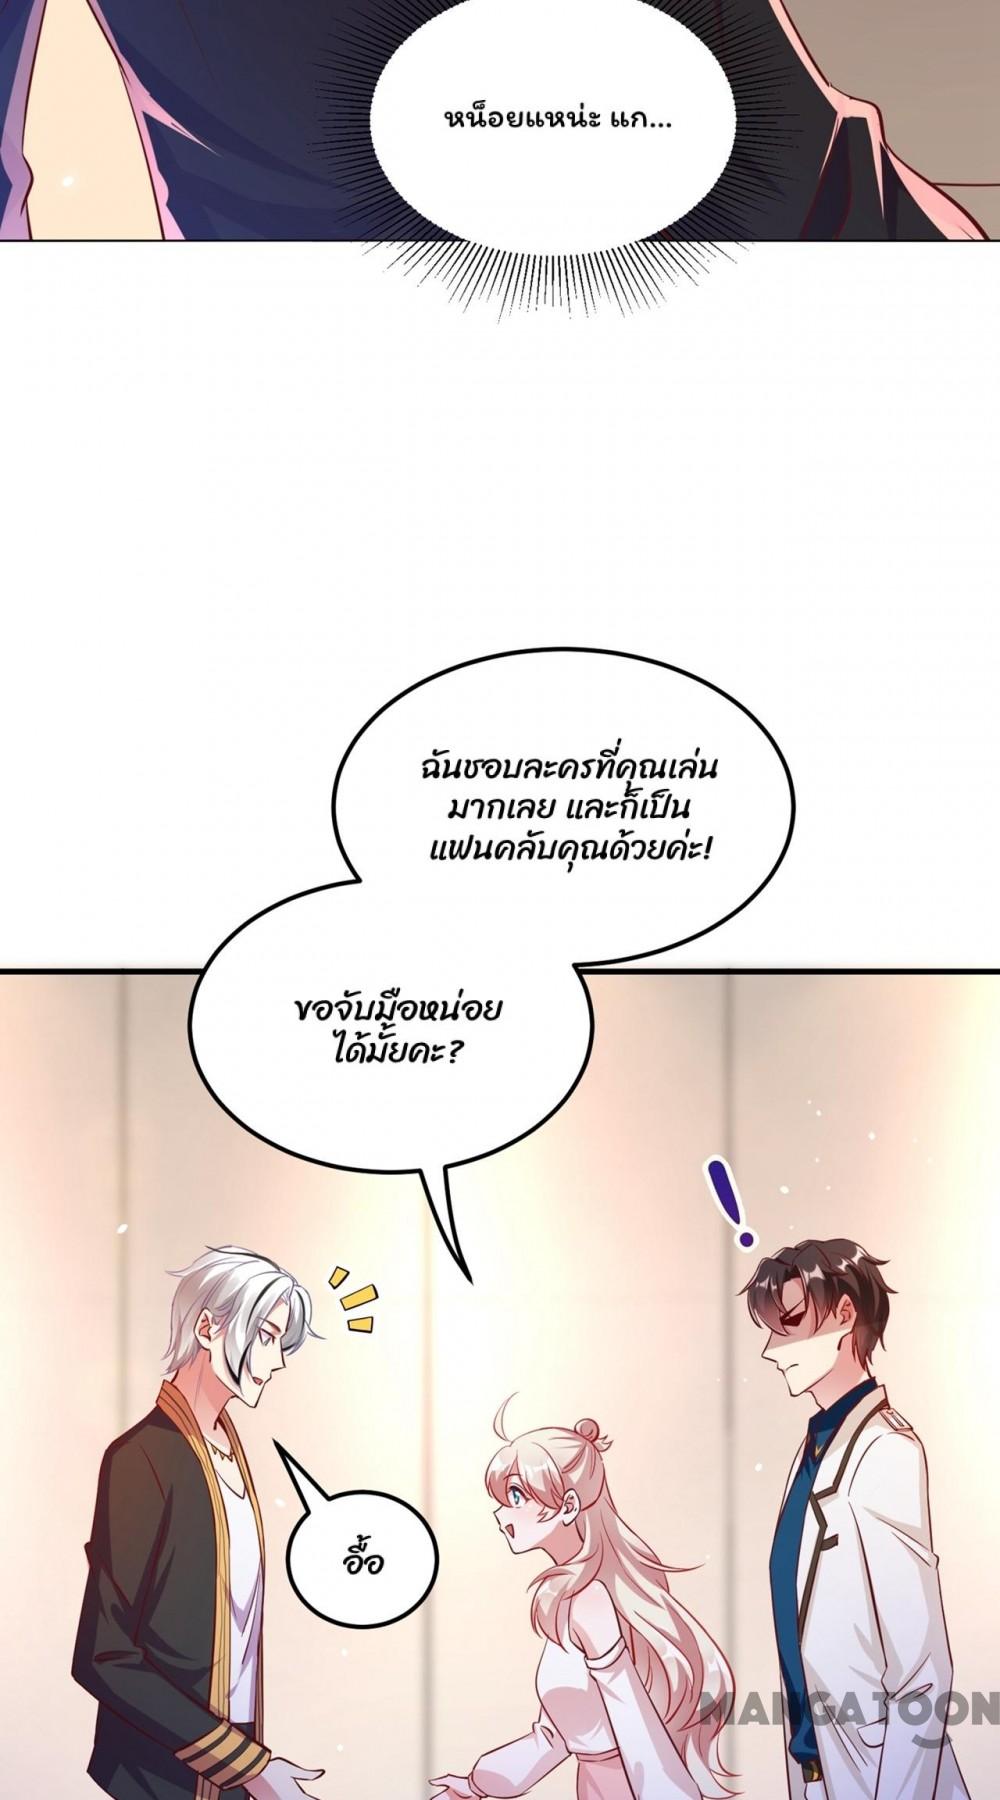 หน็อยแหน่ะ แก...
ฉันชอบละครที่คุณเล่น
มากเลย และก็เป็น
แฟนคลับคุณด้วยค่ะ!
ขอจับมือหน่อย
ได้มั้ยคะ?
อื้อ
MANGATOON